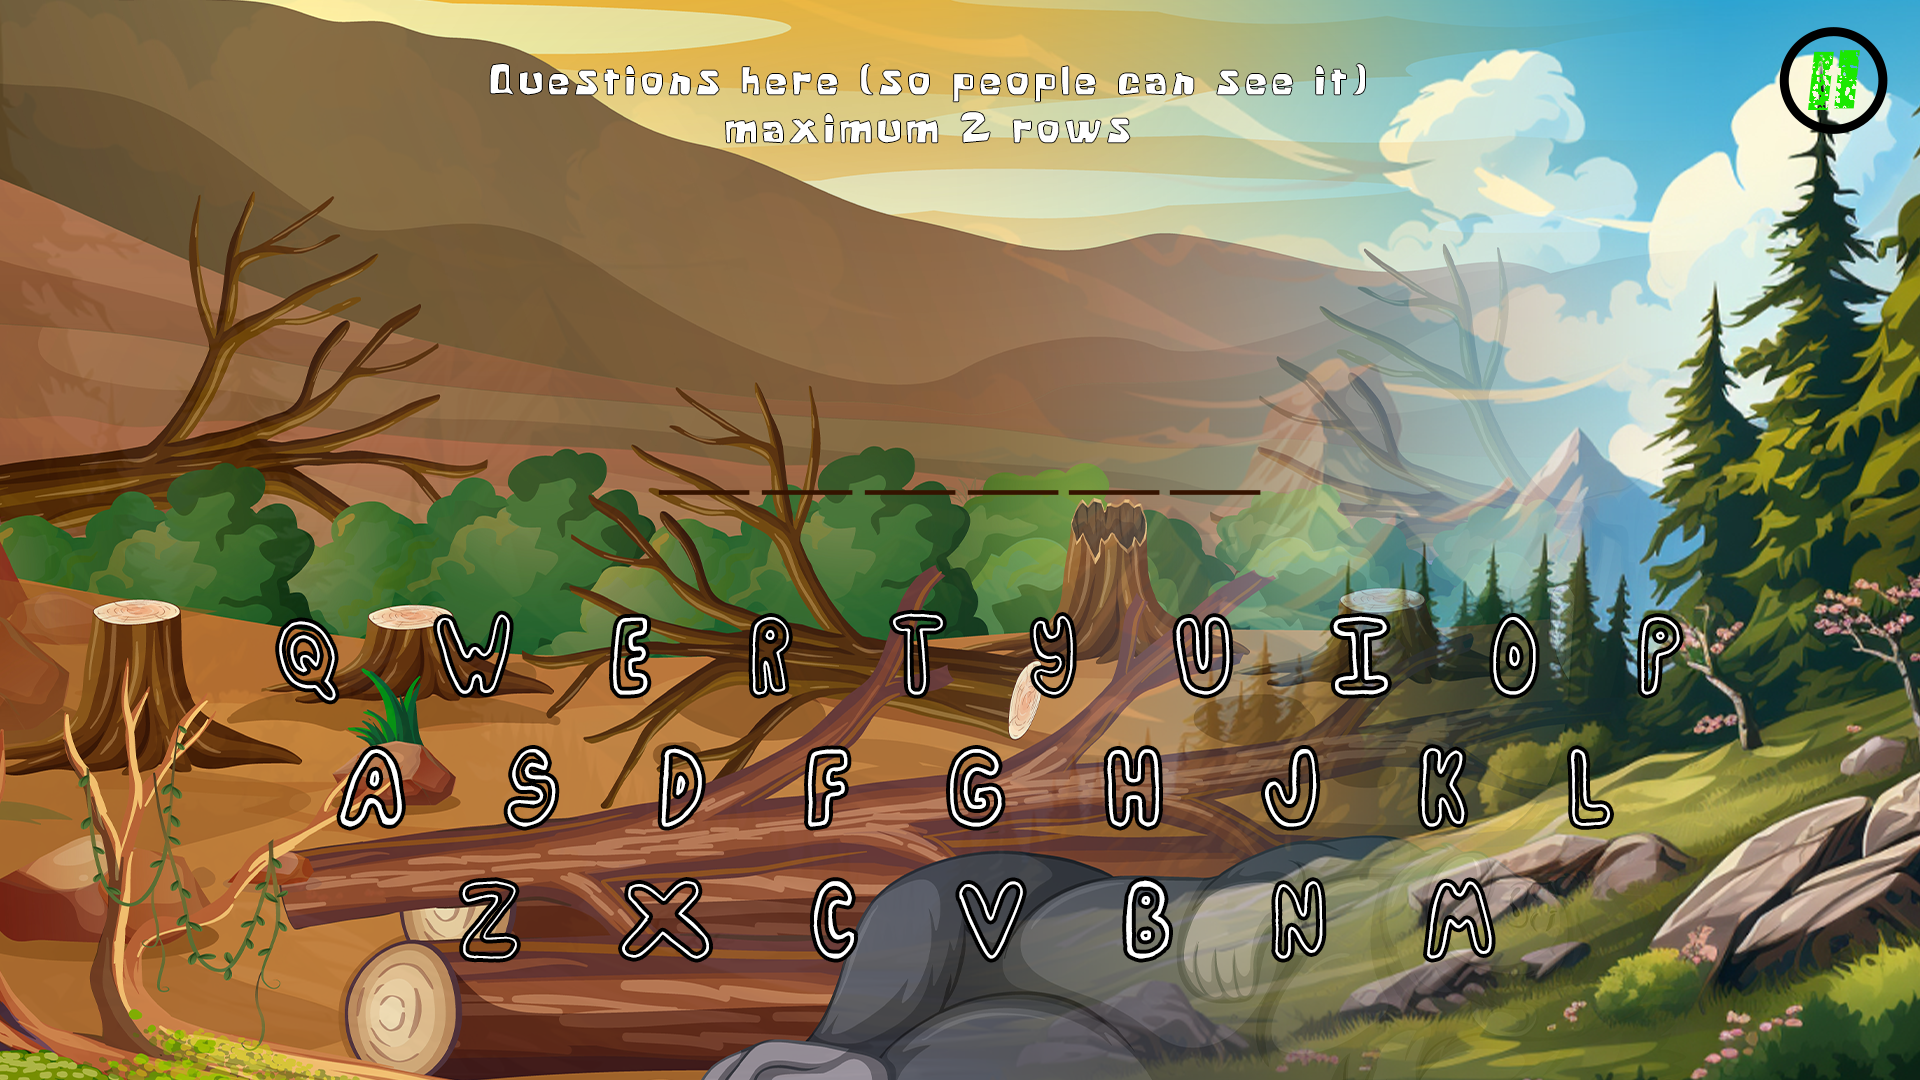 Questions here (so people can see it)
maximum 2 rows
Q W E R T Y U I O P
A S D F G H J K L
Z X C V B N M